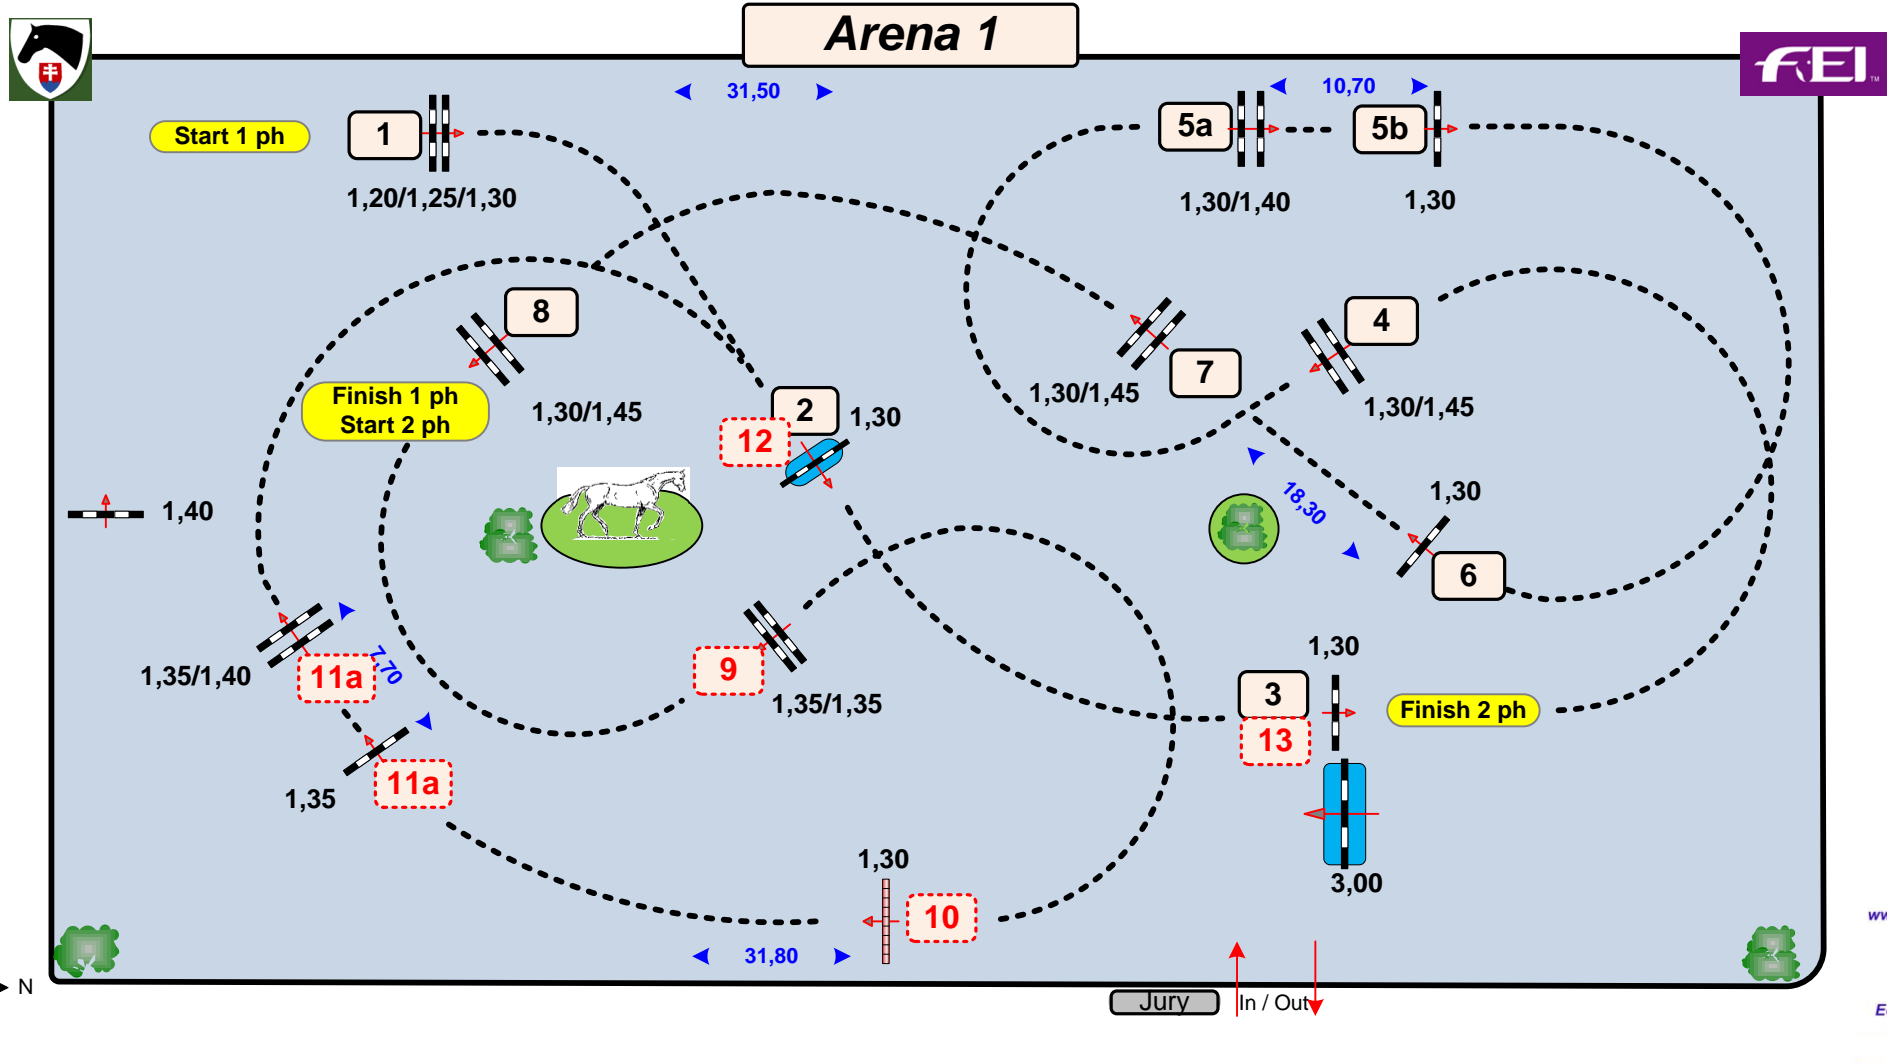 Arena 1
FEI
TM
31,50
10,70
Start 1 ph
1
5a
5b
1,20/1,25/1,30
1,30/1,40
1,30
8
4
7
1,30/1,45
1,30/1,45
1,30/1,45
Finish 1 ph
Start 2 ph
2
12
1,30
1,40
18,30
1,30
6
1,35/1,40
11a
7,70
9
1,35/1,35
1,30
3
13
Finish 2 ph
11a
1,35
1,30
10
3,00
31,80
N
Jury
In / Out